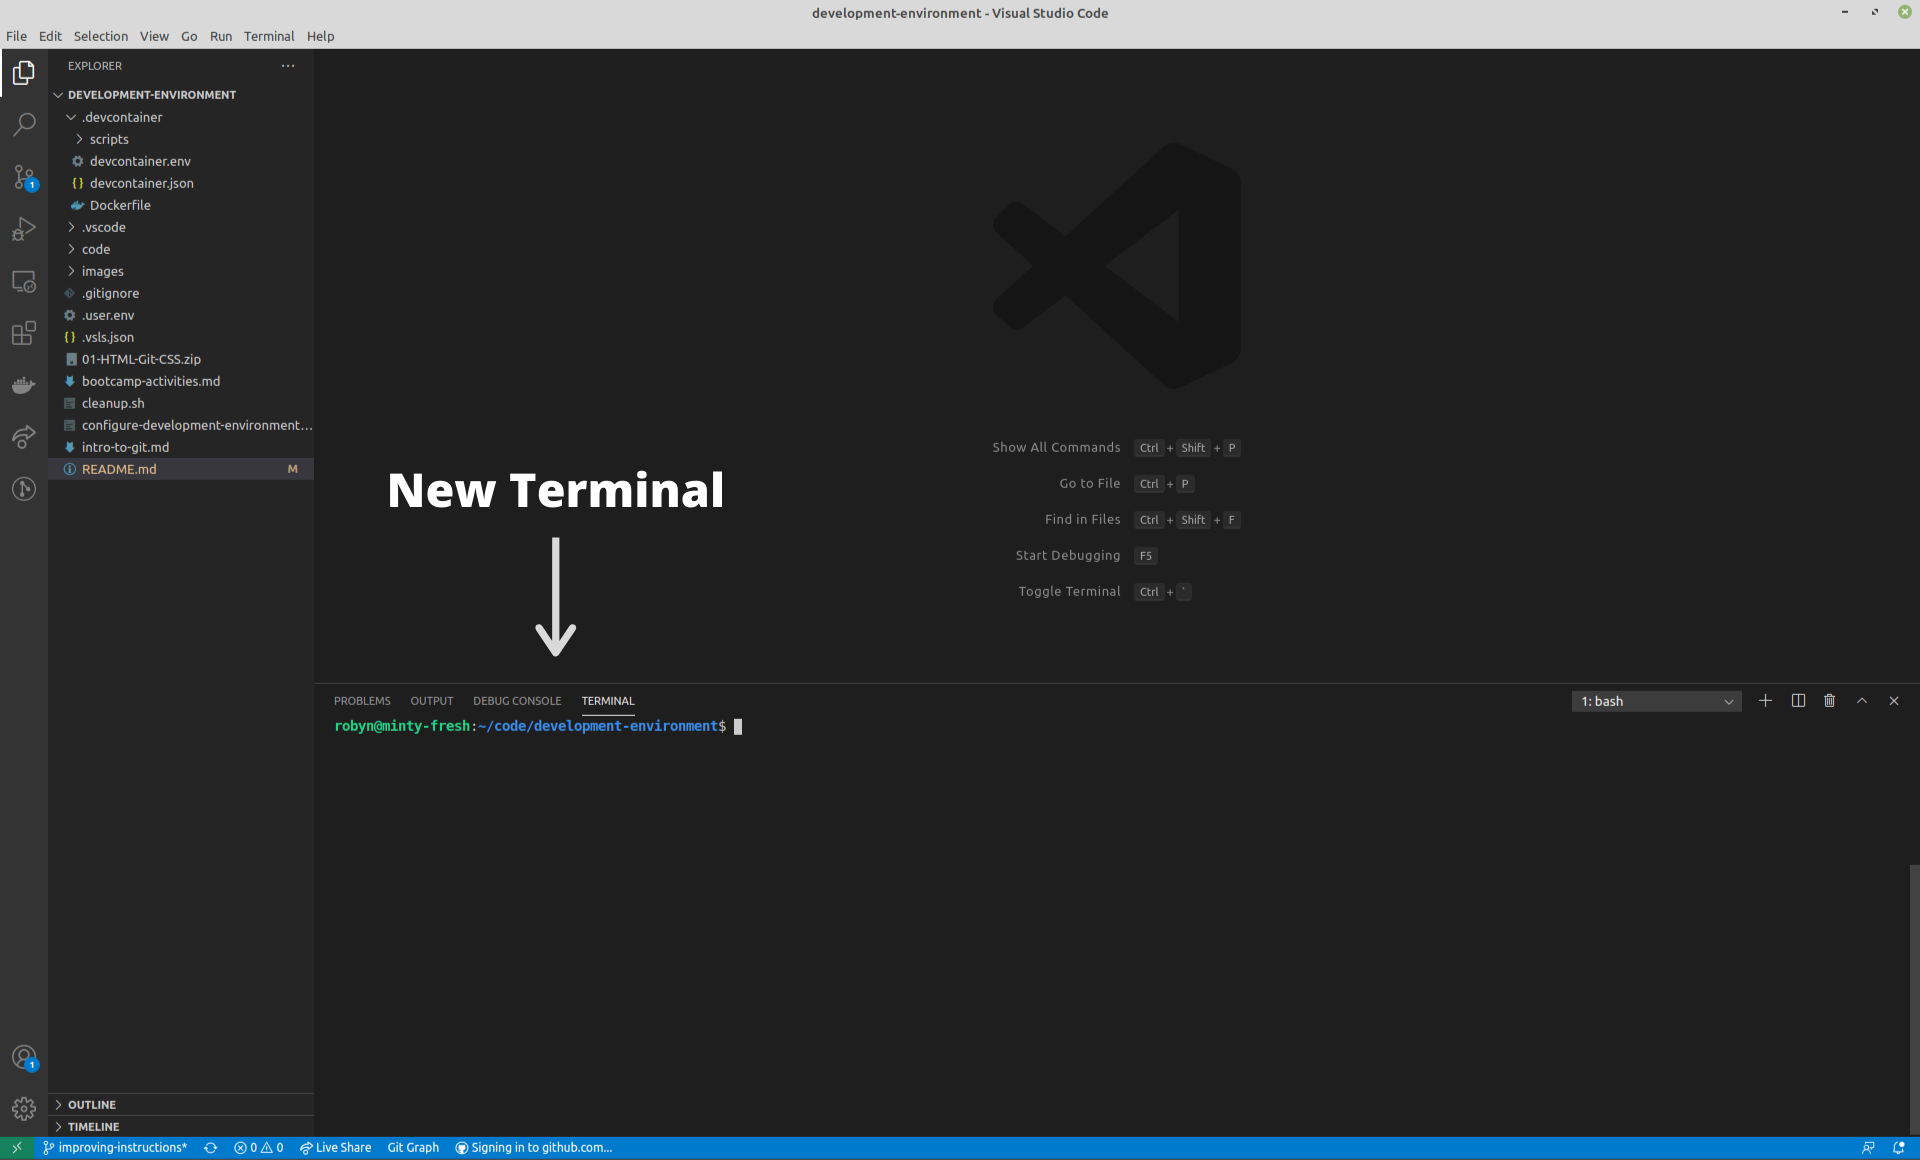 development-environment - Visual Studio Code
File Edit Selection View Go Run Terminal Help
EXPLORER ...
DEVELOPMENT-ENVIRONMENT
.devcontainer
scripts
devcontainer.env
{} devcontainer.json
Dockerfile
.vscode
code
images
.gitignore
.user.env
{} .vsls.json
01-HTML-Git-CSS.zip
bootcamp-activities.md
cleanup.sh
configure-development-environment...
intro-to-git.md
README.md M
1
1
OUTLINE
TIMELINE
Show All Commands Ctrl + Shift + P
Go to File Ctrl + P
Find in Files Ctrl + Shift + F
Start Debugging F5
Toggle Terminal Ctrl + `
New Terminal
PROBLEMS OUTPUT DEBUG CONSOLE TERMINAL 1: bash
robyn@minty-fresh:~/code/development-environment$
improving-instructions* 0 0 Live Share Git Graph Signing in to github.com...